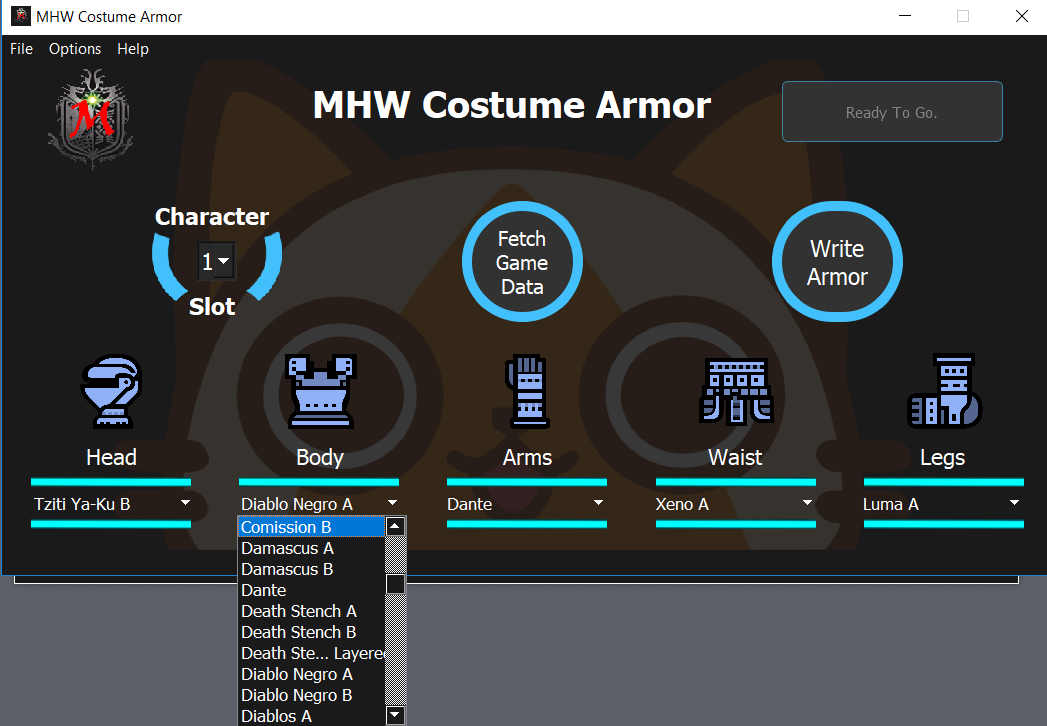 MHW Costume Armor
File Options Help
M
MHW Costume Armor
Ready To Go.
Character
1
Slot
Fetch
Game
Data
Write
Armor
Head
Body
Arms
Waist
Legs
Tziti Ya-Ku B
Diablo Negro A
Dante
Xeno A
Luma A
Comission B
Damascus A
Damascus B
Dante
Death Stench A
Death Stench B
Death Ste... Layered
Diablo Negro A
Diablo Negro B
Diablos A